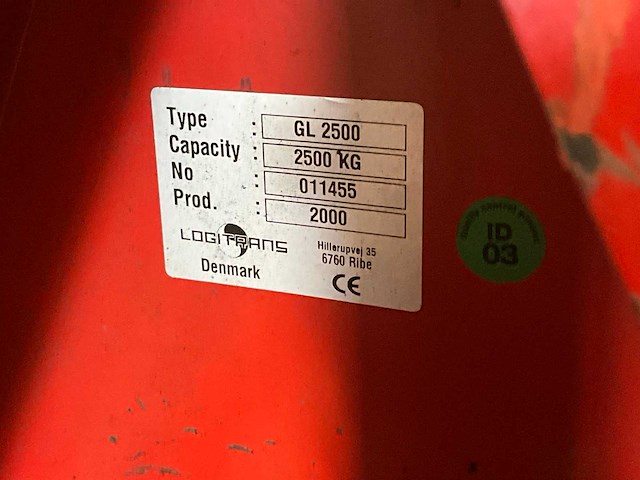 Type : GL 2500
Capacity : 2500 KG
No : 011455
Prod. : 2000
LOGITRANS
Denmark
Hillerupvej 35
6760 Ribe
CE
ID
03